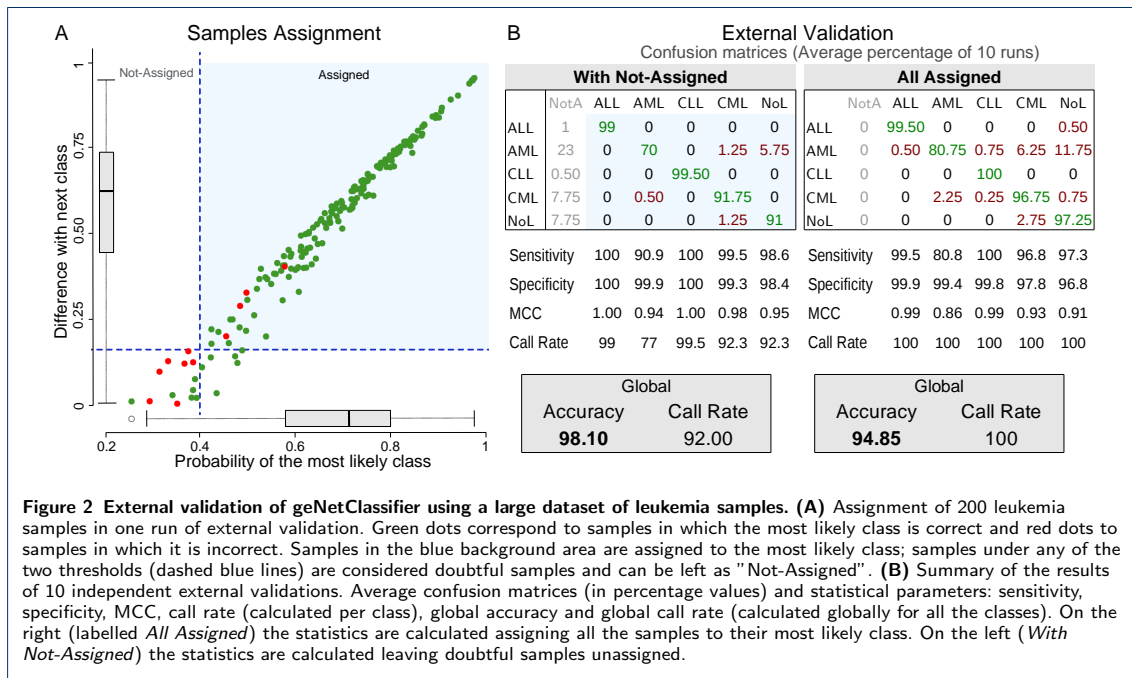 A Samples Assignment
Not-Assigned Assigned
Difference with next class
1
0.75
0.50
0.25
0
0.2 0.4 0.6 0.8 1
Probability of the most likely class
B External Validation
Confusion matrices (Average percentage of 10 runs)
With Not-Assigned
NotA ALL AML CLL CML NoL
ALL 1 99 0 0 0 0
AML 23 0 70 0 1.25 5.75
CLL 0.50 0 0 99.50 0 0
CML 7.75 0 0.50 0 91.75 0
NoL 7.75 0 0 0 1.25 91
Sensitivity 100 90.9 100 99.5 98.6
Specificity 100 99.9 100 99.3 98.4
MCC 1.00 0.94 1.00 0.98 0.95
Call Rate 99 77 99.5 92.3 92.3
Global
Accuracy Call Rate
98.10 92.00
All Assigned
NotA ALL AML CLL CML NoL
ALL 0 99.50 0 0 0 0.50
AML 0 0.50 80.75 0.75 6.25 11.75
CLL 0 0 0 100 0 0
CML 0 0 2.25 0.25 96.75 0.75
NoL 0 0 0 0 2.75 97.25
Sensitivity 99.5 80.8 100 96.8 97.3
Specificity 99.9 99.4 99.8 97.8 96.8
MCC 0.99 0.86 0.99 0.93 0.91
Call Rate 100 100 100 100 100
Global
Accuracy Call Rate
94.85 100
Figure 2 External validation of geNetClassifier using a large dataset of leukemia samples. (A) Assignment of 200 leukemia
samples in one run of external validation. Green dots correspond to samples in which the most likely class is correct and red dots to
samples in which it is incorrect. Samples in the blue background area are assigned to the most likely class; samples under any of the
two thresholds (dashed blue lines) are considered doubtful samples and can be left as "Not-Assigned". (B) Summary of the results
of 10 independent external validations. Average confusion matrices (in percentage values) and statistical parameters: sensitivity,
specificity, MCC, call rate (calculated per class), global accuracy and global call rate (calculated globally for all the classes). On the
right (labelled All Assigned) the statistics are calculated assigning all the samples to their most likely class. On the left (With
Not-Assigned) the statistics are calculated leaving doubtful samples unassigned.